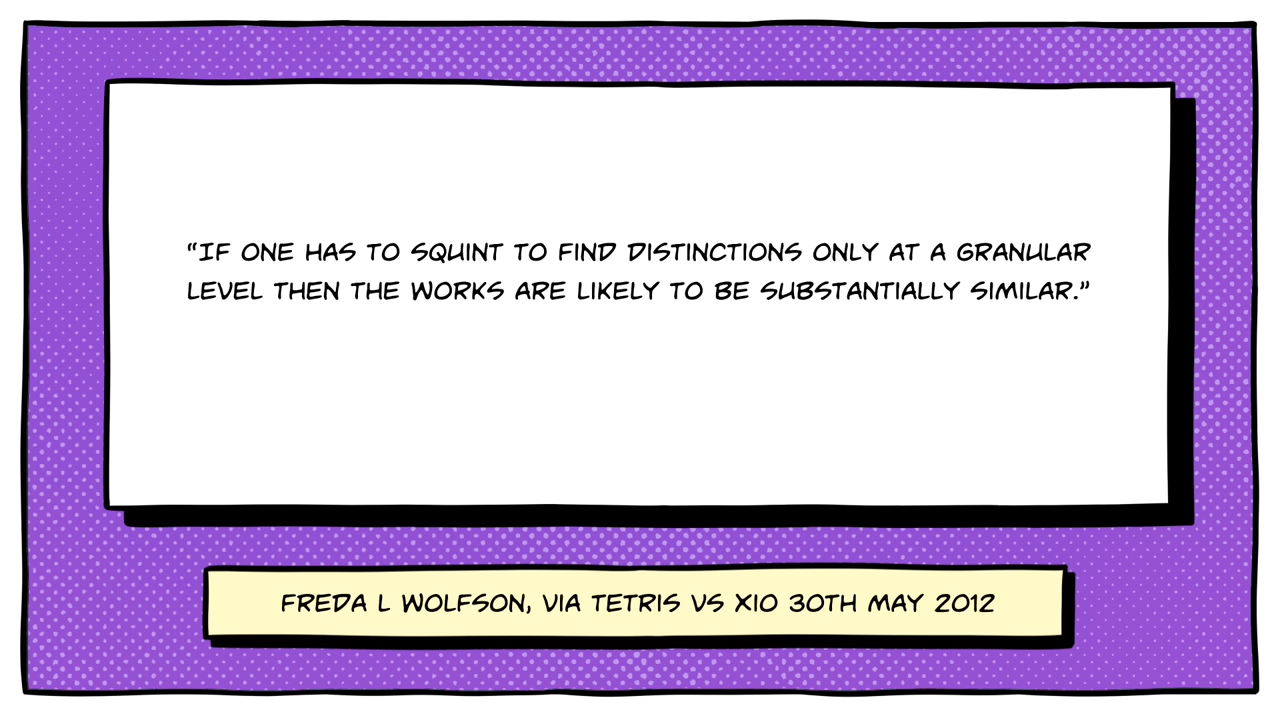 “IF ONE HAS TO SQUINT TO FIND DISTINCTIONS ONLY AT A GRANULAR
LEVEL THEN THE WORKS ARE LIKELY TO BE SUBSTANTIALLY SIMILAR.”
FREDA L WOLFSON, VIA TETRIS VS XIO 30TH MAY 2012